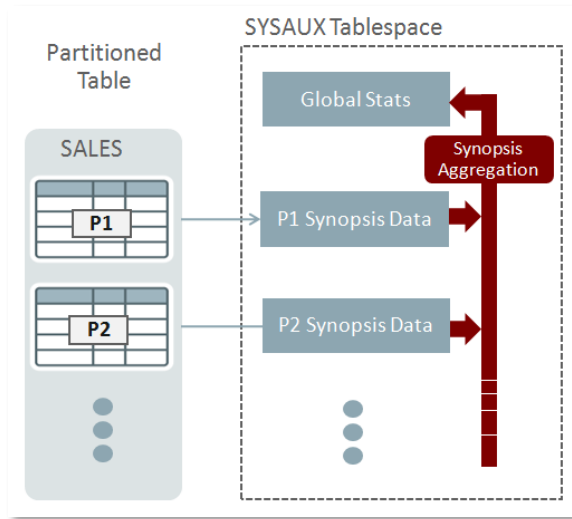 SYSAUX Tablespace
Partitioned
Table
Global Stats
SALES
Synopsis
Aggregation
P1
P1 Synopsis Data
P2
P2 Synopsis Data